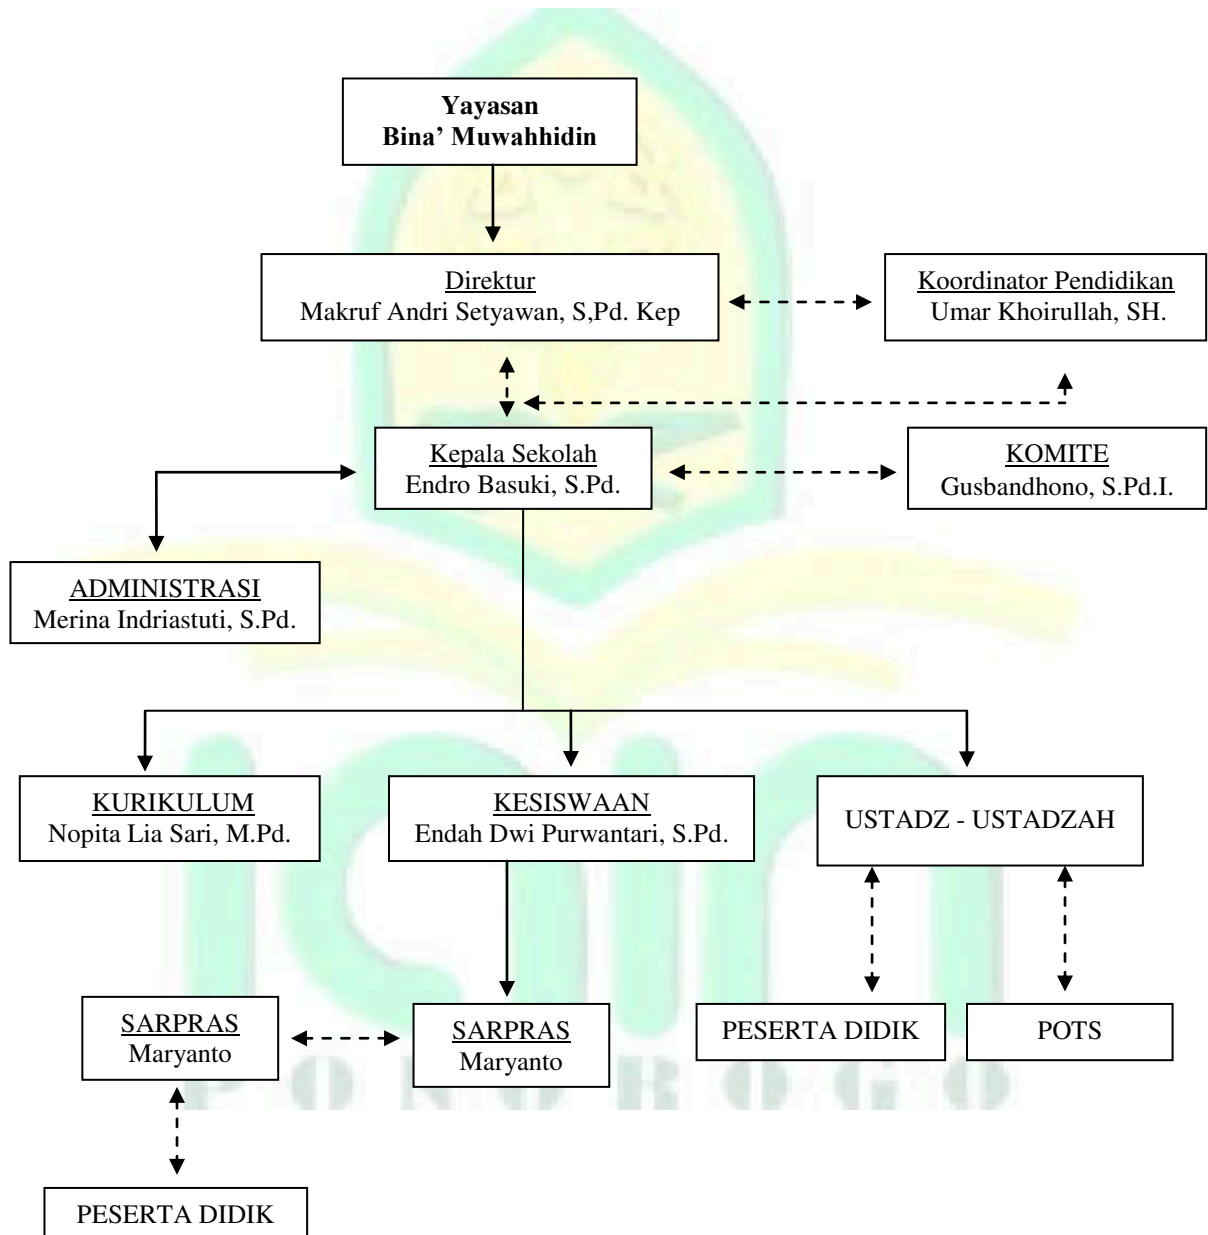 Yayasan
Bina’ Muwahhidin
Direktur
Makruf Andri Setyawan, S,Pd. Kep
Koordinator Pendidikan
Umar Khoirullah, SH.
Kepala Sekolah
Endro Basuki, S.Pd.
KOMITE
Gusbandhono, S.Pd.I.
ADMINISTRASI
Merina Indriastuti, S.Pd.
KURIKULUM
Nopita Lia Sari, M.Pd.
KESISWAAN
Endah Dwi Purwantari, S.Pd.
USTADZ - USTADZAH
SARPRAS
Maryanto
SARPRAS
Maryanto
PESERTA DIDIK
POTS
PESERTA DIDIK
iain
PONOROGO